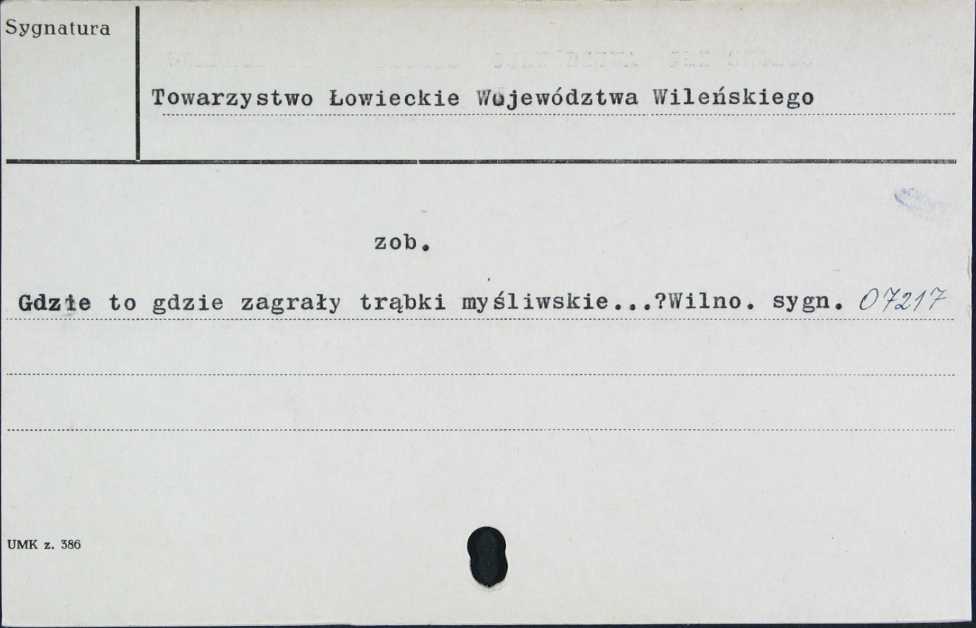 Sygnatura
Towarzystwo Łowieckie Województwa Wileńskiego
zob.
Gdzie to gdzie zagrały trąbki myśliwskie...?Wilno. sygn. 07217
UMK z. 386